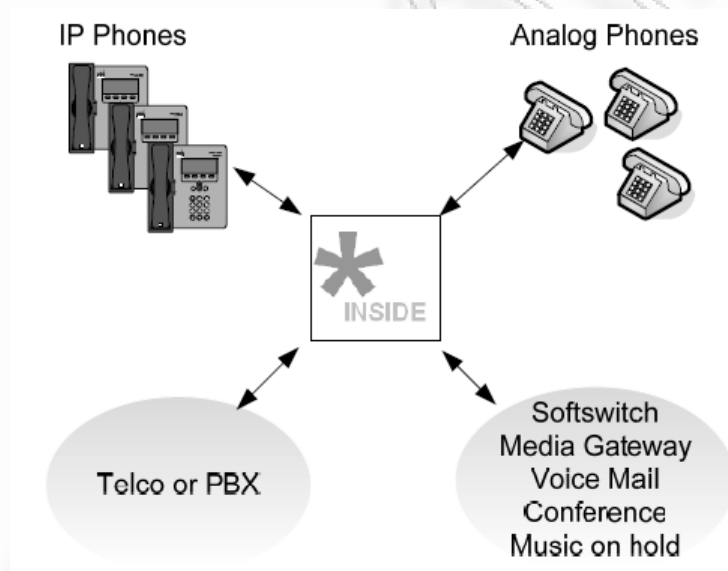 IP Phones
Analog Phones
INSIDE
Telco or PBX
Softswitch
Media Gateway
Voice Mail
Conference
Music on hold